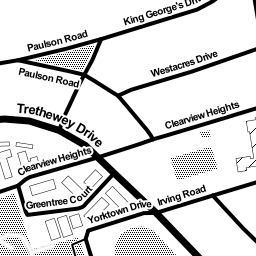 King George's Dri
Paulson Road
Westacres Drive
Paulson Road
Trethewey Drive
Clearview Heights
Clearview Heights
Greentree Court
Irving Road
Yorktown Drive